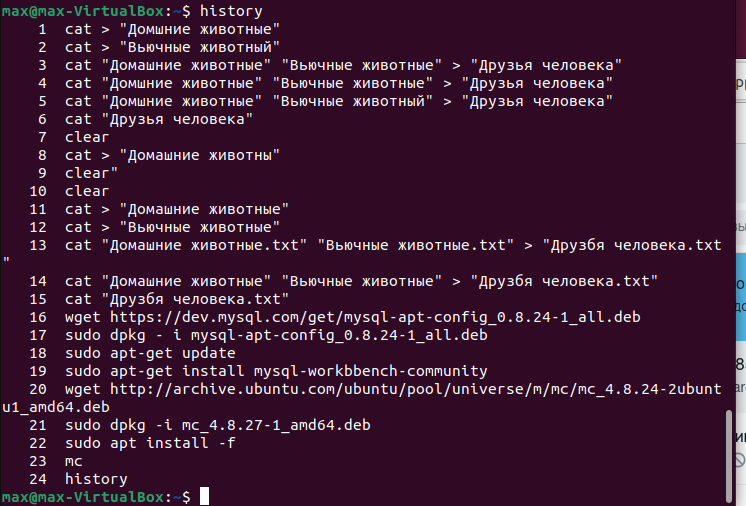 max@max-VirtualBox:~$ history
1 cat > "Домшние животные"
2 cat > "Вьючные животный"
3 cat "Домашние животные" "Вьючные животные" > "Друзья человека"
4 cat "Домшние животные" "Вьючные животные" > "Друзья человека"
5 cat "Домшние животные" "Вьючные животный" > "Друзья человека"
6 cat "Друзья человека"
7 clear
8 cat > "Домашние животны"
9 clear"
10 clear
11 cat > "Домашние животные"
12 cat > "Вьючные животные"
13 cat "Домашние животные.txt" "Вьючные животные.txt" > "Друзбя человека.txt
"
14 cat "Домашние животные" "Вьючные животные" > "Друзбя человека.txt"
15 cat "Друзбя человека.txt"
16 wget https://dev.mysql.com/get/mysql-apt-config_0.8.24-1_all.deb
17 sudo dpkg - i mysql-apt-config_0.8.24-1_all.deb
18 sudo apt-get update
19 sudo apt-get install mysql-workbbench-community
20 wget http://archive.ubuntu.com/ubuntu/pool/universe/m/mc/mc_4.8.24-2ubunt
u1_amd64.deb
21 sudo dpkg -i mc_4.8.27-1_amd64.deb
22 sudo apt install -f
23 mc
24 history
max@max-VirtualBox:~$